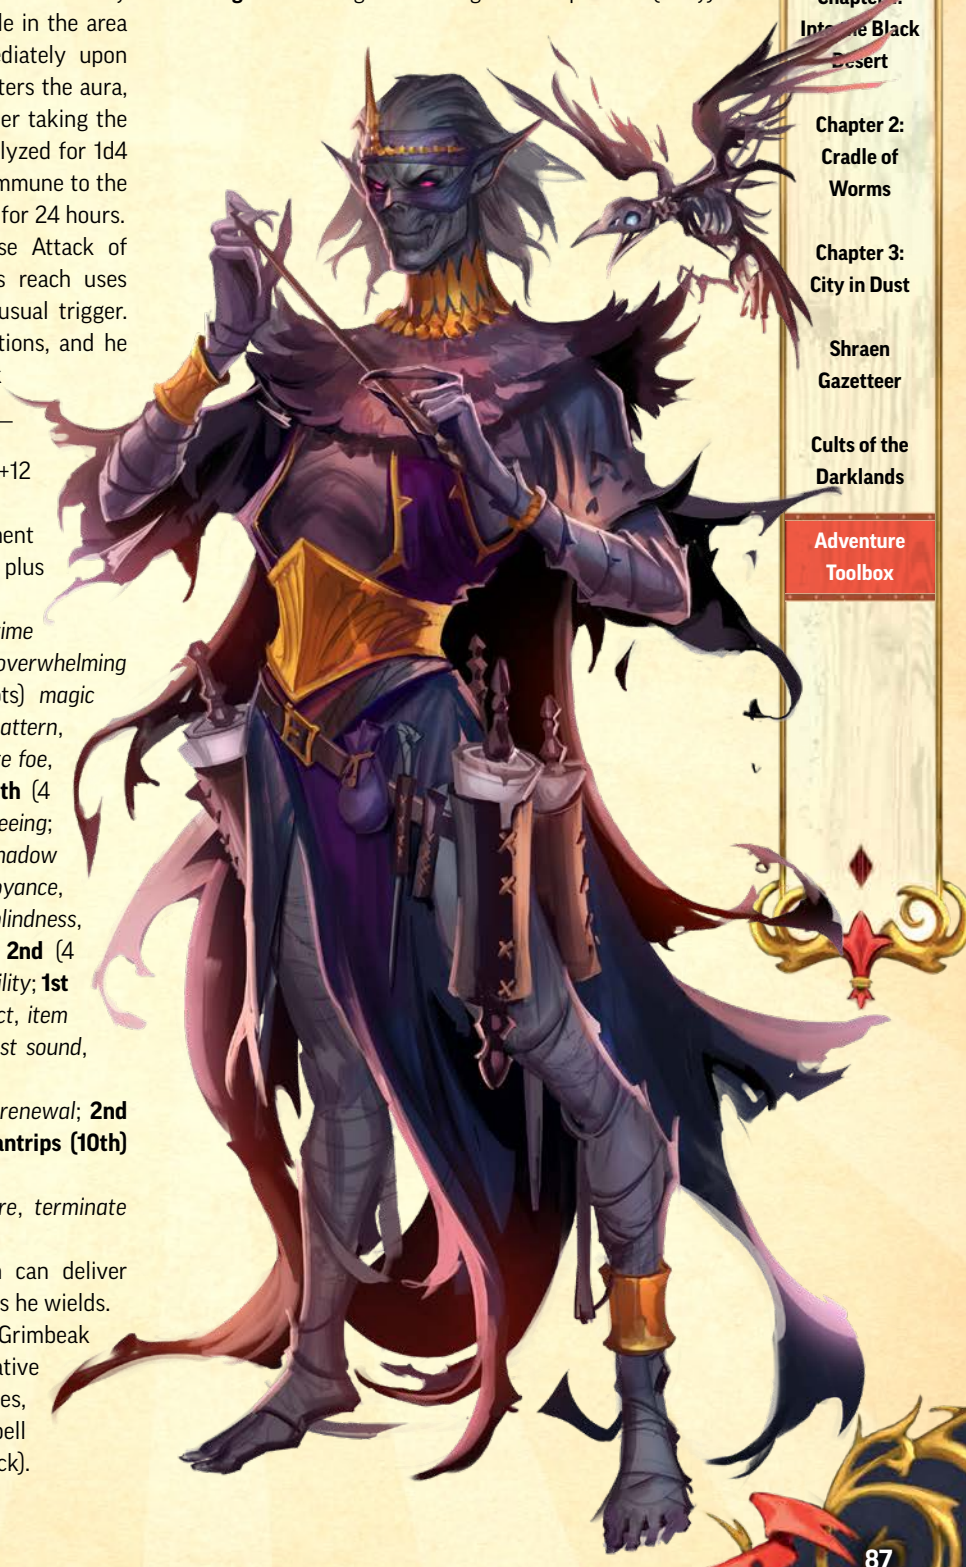 le in the area
ediately upon
ters the aura,
er taking the
lyzed for 1d4
mmune to the
for 24 hours.
se Attack of
s reach uses
usual trigger.
tions, and he
+12
nent
plus
ime
overwhelming
ots) magic
attern,
e foe,
th (4
eeing;
hadow
oyance,
lindness,
2nd (4
ility; 1st
ct, item
st sound,
renewal; 2nd
antrips (10th)
re, terminate
can deliver
s he wields.
Grimbeak
ative
es,
pell
ck).
Into the Black
Desert
Chapter 2:
Cradle of
Worms
Chapter 3:
City in Dust
Shraen
Gazetteer
Cults of the
Darklands
Adventure
Toolbox
87